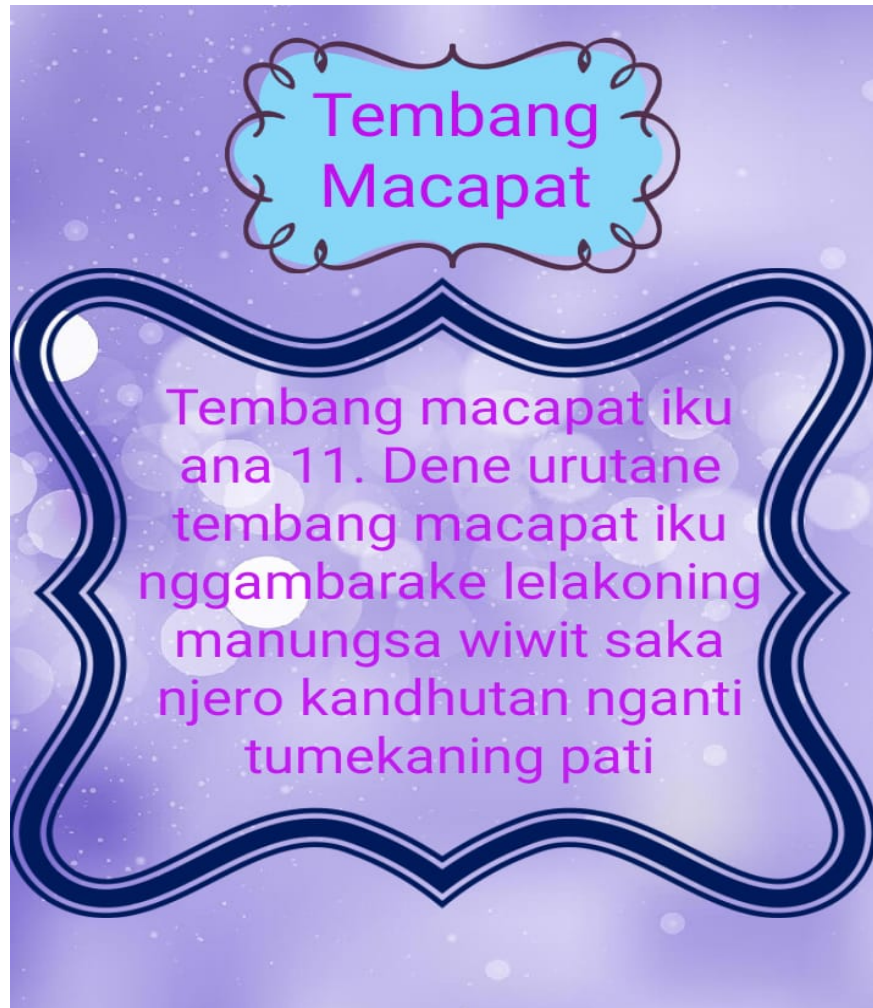 Tembang
Macapat
Tembang macapat iku
ana 11. Dene urutane
tembang macapat iku
nggambarake lelakoning
manungsa wiwit saka
njero kandhutan nganti
tumekaning pati